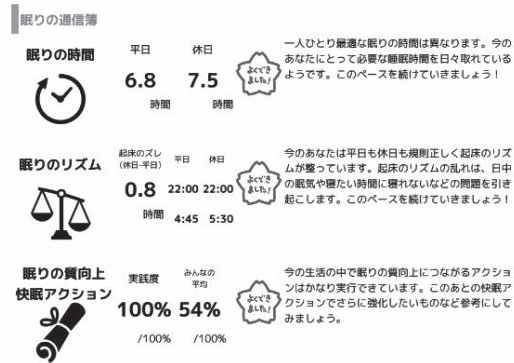 眠りの通信簿
眠りの時間
平日 休日
6.8 7.5
時間 時間
よくでき
ました!
一人ひとり最適な眠りの時間は異なります。今の
あなたにとって必要な睡眠時間を日々取れている
ようです。このペースを続けていきましょう！
眠りのリズム
起床のズレ
(休日-平日)
平日 休日
0.8 22:00 22:00
時間 4:45 5:30
よくでき
ました!
今のあなたは平日も休日も規則正しく起床のリズ
ムが整っています。起床のリズムの乱れは、日中
の眠気や寝たい時間に寝れないなどの問題を引き
起こします。このペースを続けていきましょう！
眠りの質向上
快眠アクション
実践度
みんなの
平均
100% 54%
/100% /100%
よくでき
ました!
今の生活の中で眠りの質向上につながるアクショ
ンはかなり実行できています。このあとの快眠ア
クションでさらに強化したいものなど参考にして
みましょう。